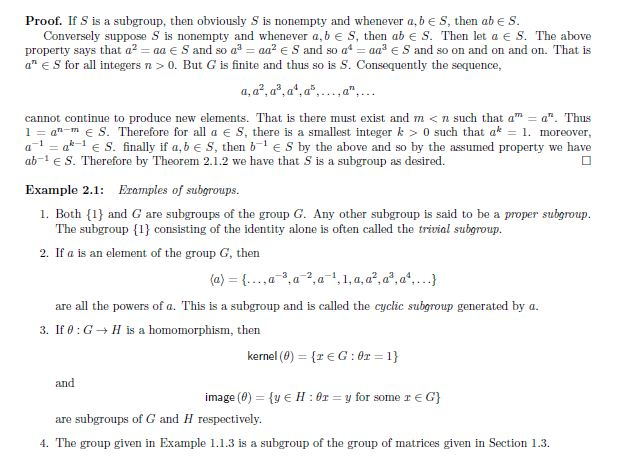 Proof. If S is a subgroup, then obviously S is nonempty and whenever a, b ∈ S, then ab ∈ S.
Conversely suppose S is nonempty and whenever a, b ∈ S, then ab ∈ S. Then let a ∈ S. The above
property says that a² = aa ∈ S and so a³ = aa² ∈ S and so a⁴ = aa³ ∈ S and so on and on and on. That is
aⁿ ∈ S for all integers n > 0. But G is finite and thus so is S. Consequently the sequence,
a, a², a³, a⁴, a⁵, . . . , aⁿ, . . .
cannot continue to produce new elements. That is there must exist and m < n such that aᵐ = aⁿ. Thus
1 = aⁿ⁻ᵐ ∈ S. Therefore for all a ∈ S, there is a smallest integer k > 0 such that aᵏ = 1. moreover,
a⁻¹ = aᵏ⁻¹ ∈ S. finally if a, b ∈ S, then b⁻¹ ∈ S by the above and so by the assumed property we have
ab⁻¹ ∈ S. Therefore by Theorem 2.1.2 we have that S is a subgroup as desired. □
Example 2.1: Examples of subgroups.
1. Both {1} and G are subgroups of the group G. Any other subgroup is said to be a proper subgroup.
The subgroup {1} consisting of the identity alone is often called the trivial subgroup.
2. If a is an element of the group G, then
⟨a⟩ = {. . . , a⁻³, a⁻², a⁻¹, 1, a, a², a³, a⁴, . . .}
are all the powers of a. This is a subgroup and is called the cyclic subgroup generated by a.
3. If θ : G → H is a homomorphism, then
kernel (θ) = {x ∈ G : θx = 1}
and
image (θ) = {y ∈ H : θx = y for some x ∈ G}
are subgroups of G and H respectively.
4. The group given in Example 1.1.3 is a subgroup of the group of matrices given in Section 1.3.